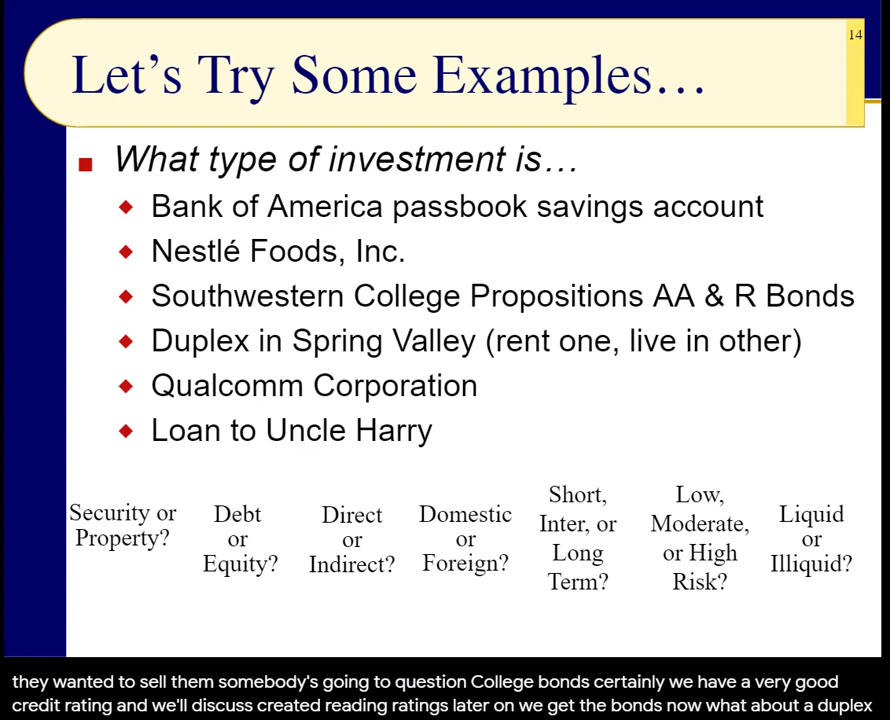 14
Let's Try Some Examples…
What type of investment is…
Bank of America passbook savings account
Nestlé Foods, Inc.
Southwestern College Propositions AA & R Bonds
Duplex in Spring Valley (rent one, live in other)
Qualcomm Corporation
Loan to Uncle Harry
Security or
Property?
Debt
or
Equity?
Direct
or
Indirect?
Domestic
or
Foreign?
Short,
Inter, or
Long
Term?
Low,
Moderate,
or High
Risk?
Liquid
or
Illiquid?
they wanted to sell them somebody's going to question College bonds certainly we have a very good
credit rating and we'll discuss created reading ratings later on we get the bonds now what about a duplex